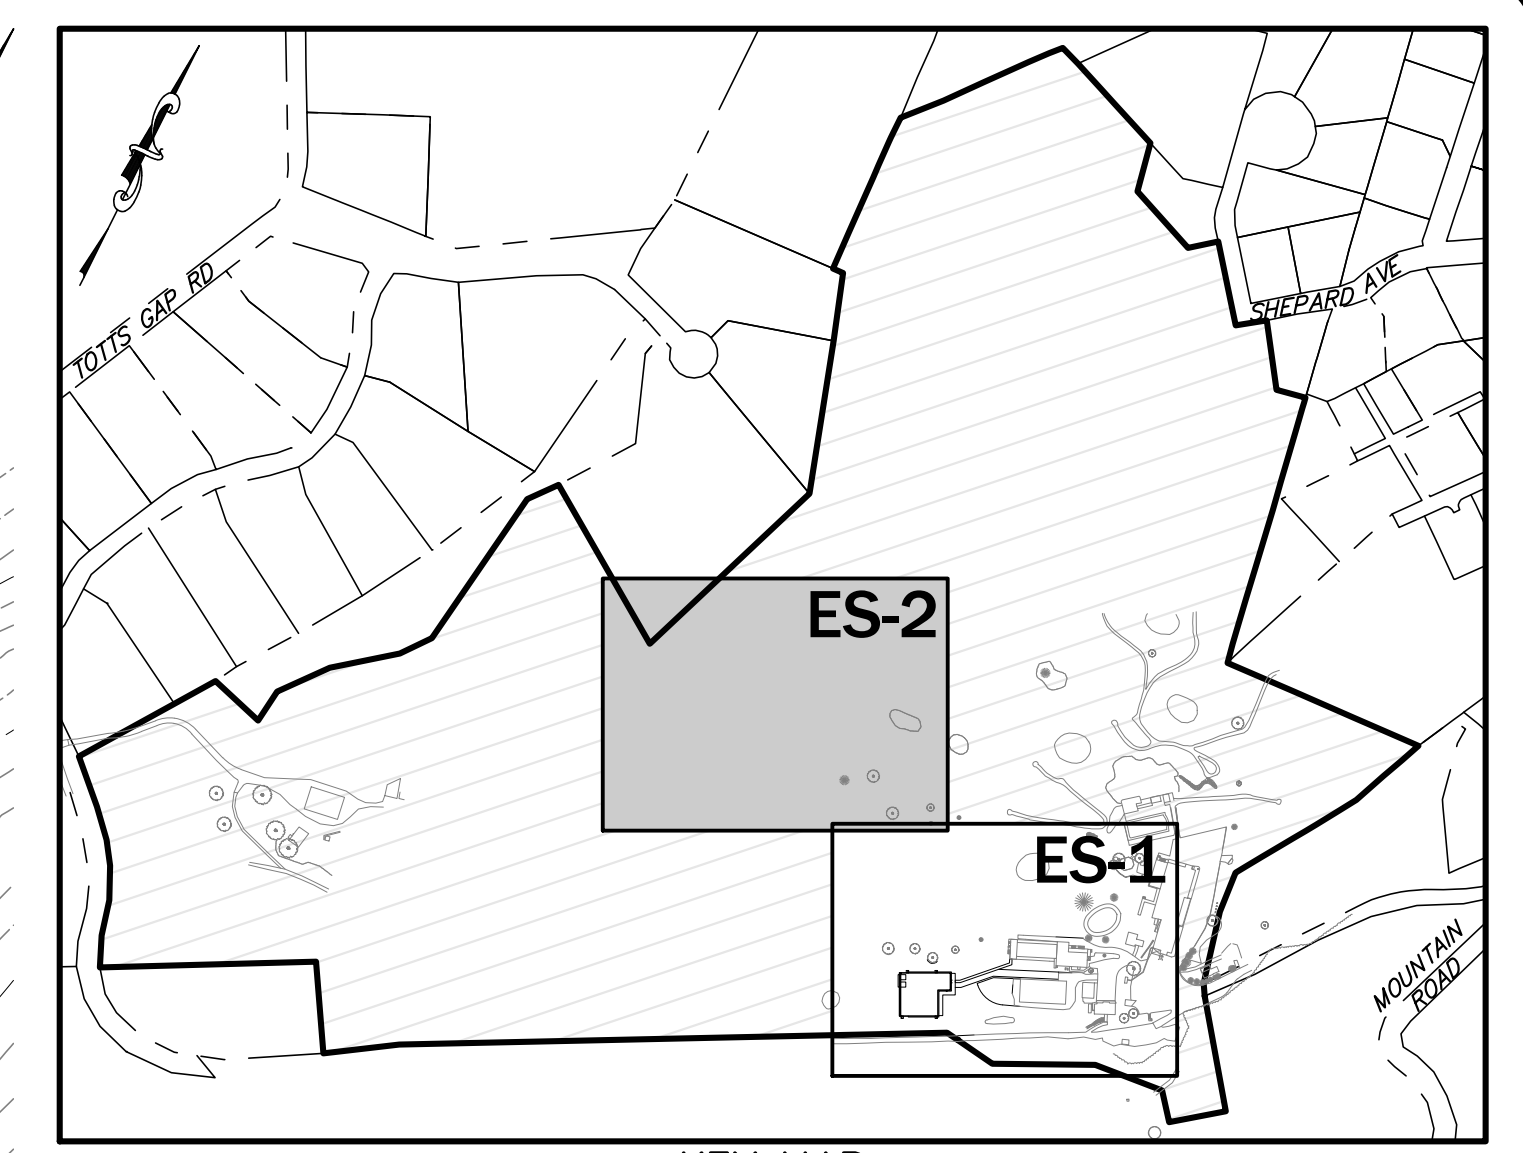 TOTTS GAP RD
SHEPARD AVE
ES-2
ES-1
MOUNTAIN
ROAD